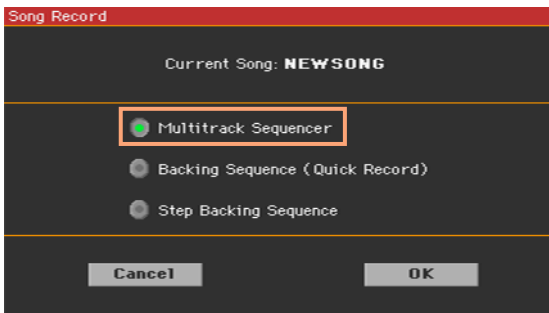 Song Record
Current Song: NEWSONG
Multitrack Sequencer
Backing Sequence (Quick Record)
Step Backing Sequence
Cancel OK